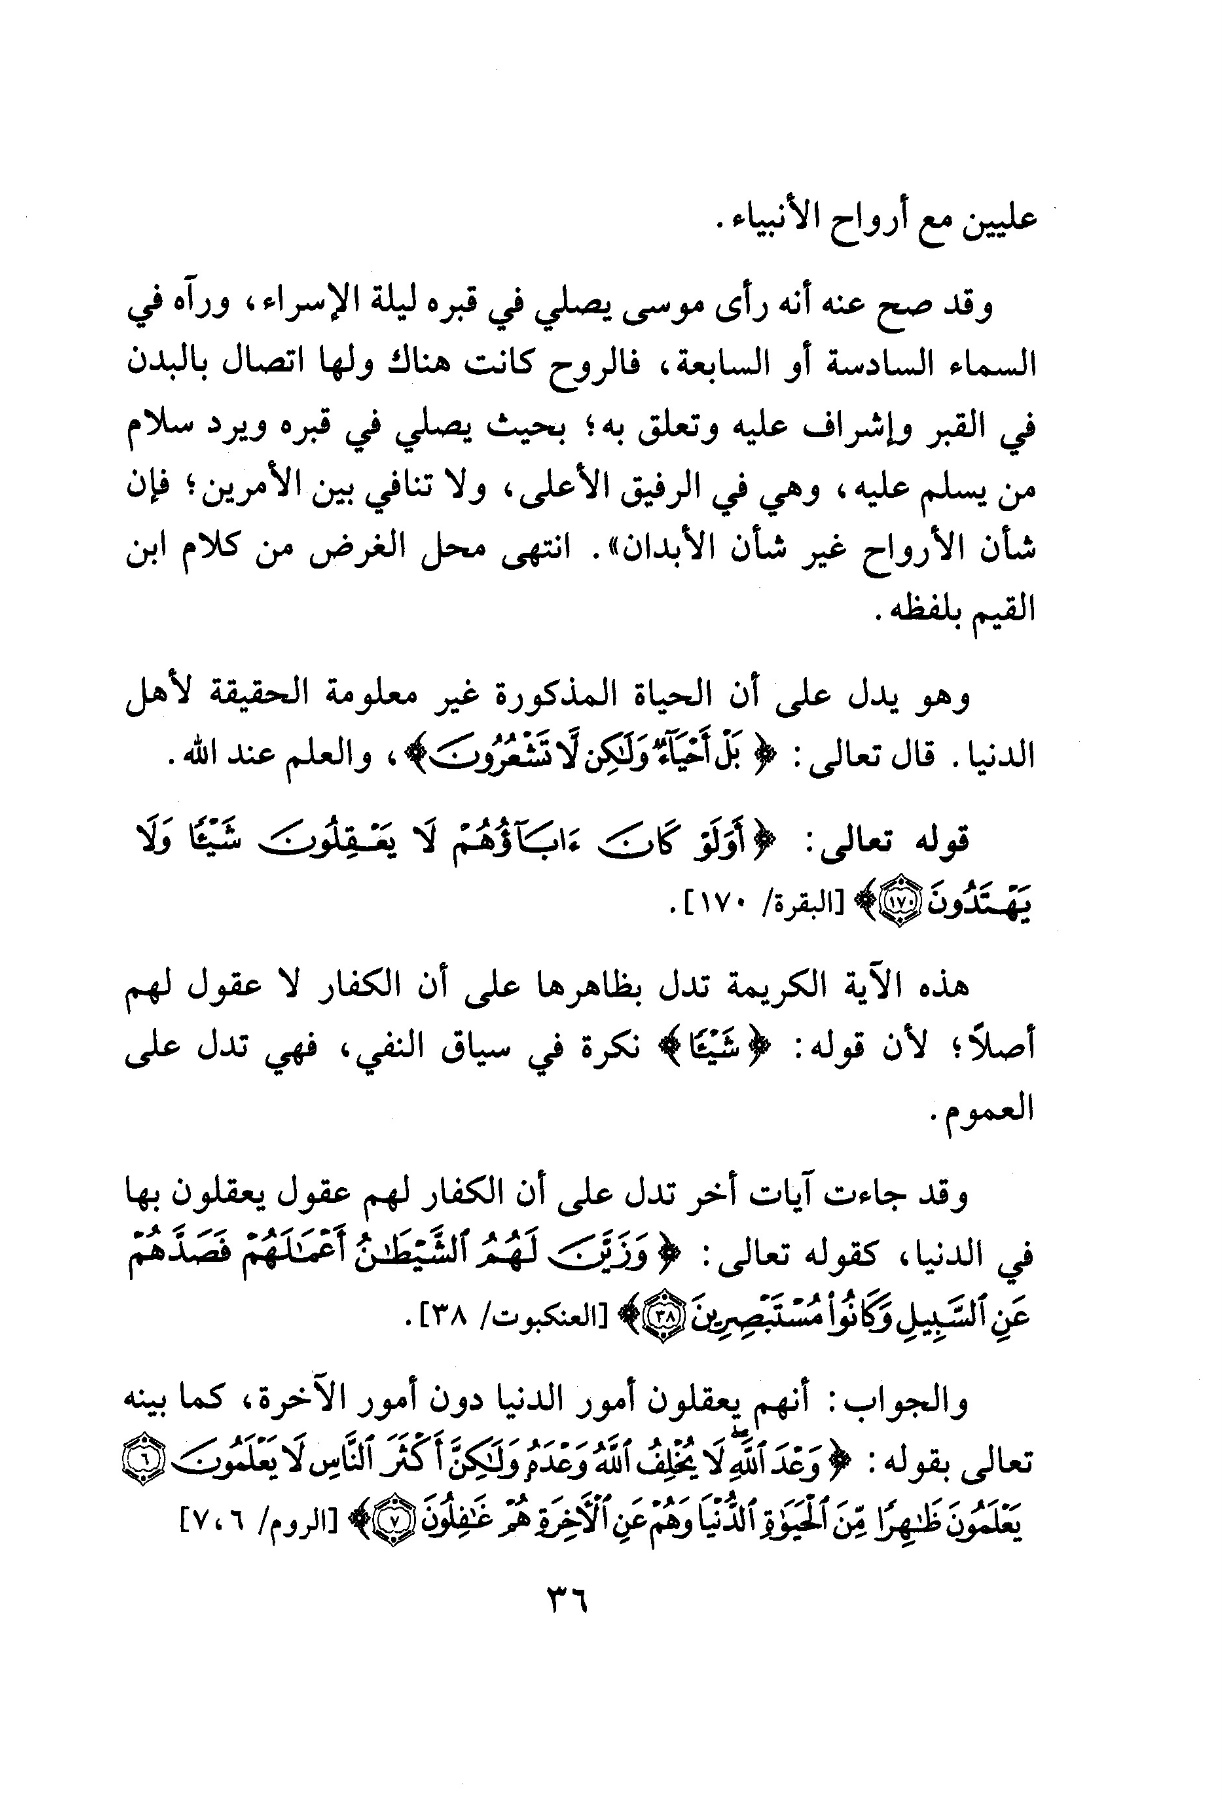 عليين مع أرواح الأنبياء.
وقد صح عنه أنه رأى موسى يصلي في قبره ليلة الإسراء، ورآه في
السماء السادسة أو السابعة، فالروح كانت هناك ولها اتصال بالبدن
في القبر وإشراف عليه وتعلق به؛ بحيث يصلي في قبره ويرد سلام
من يسلم عليه، وهي في الرفيق الأعلى، ولا تنافي بين الأمرين؛ فإن
شأن الأرواح غير شأن الأبدان». انتهى محل الغرض من كلام ابن
القيم بلفظه.
وهو يدل على أن الحياة المذكورة غير معلومة الحقيقة لأهل
الدنيا. قال تعالى: ﴿بَلْ أَحْيَآءٌ وَلَٰكِن لَّا تَشْعُرُونَ﴾، والعلم عند الله.
قوله تعالى: ﴿أَوَلَوْ كَانَ ءَابَآؤُهُمْ لَا يَعْقِلُونَ شَيْـًٔا وَلَا
يَهْتَدُونَ ١٧٠﴾ [البقرة/ ١٧٠].
هذه الآية الكريمة تدل بظاهرها على أن الكفار لا عقول لهم
أصلاً؛ لأن قوله: ﴿شَيْـًٔا﴾ نكرة في سياق النفي، فهي تدل على
العموم.
وقد جاءت آيات أخر تدل على أن الكفار لهم عقول يعقلون بها
في الدنيا، كقوله تعالى: ﴿وَزَيَّنَ لَهُمُ ٱلشَّيْطَٰنُ أَعْمَٰلَهُمْ فَصَدَّهُمْ
عَنِ ٱلسَّبِيلِ وَكَانُوا۟ مُسْتَبْصِرِينَ ٣٨﴾ [العنكبوت/ ٣٨].
والجواب: أنهم يعقلون أمور الدنيا دون أمور الآخرة، كما بينه
تعالى بقوله: ﴿وَعْدَ ٱللَّهِ ۖ لَا يُخْلِفُ ٱللَّهُ وَعْدَهُۥ وَلَٰكِنَّ أَكْثَرَ ٱلنَّاسِ لَا يَعْلَمُونَ ٦
يَعْلَمُونَ ظَٰهِرًا مِّنَ ٱلْحَيَوٰةِ ٱلدُّنْيَا وَهُمْ عَنِ ٱلْأَخِرَةِ هُمْ غَٰفِلُونَ ٧﴾ [الروم/ ٦، ٧]
٣٦